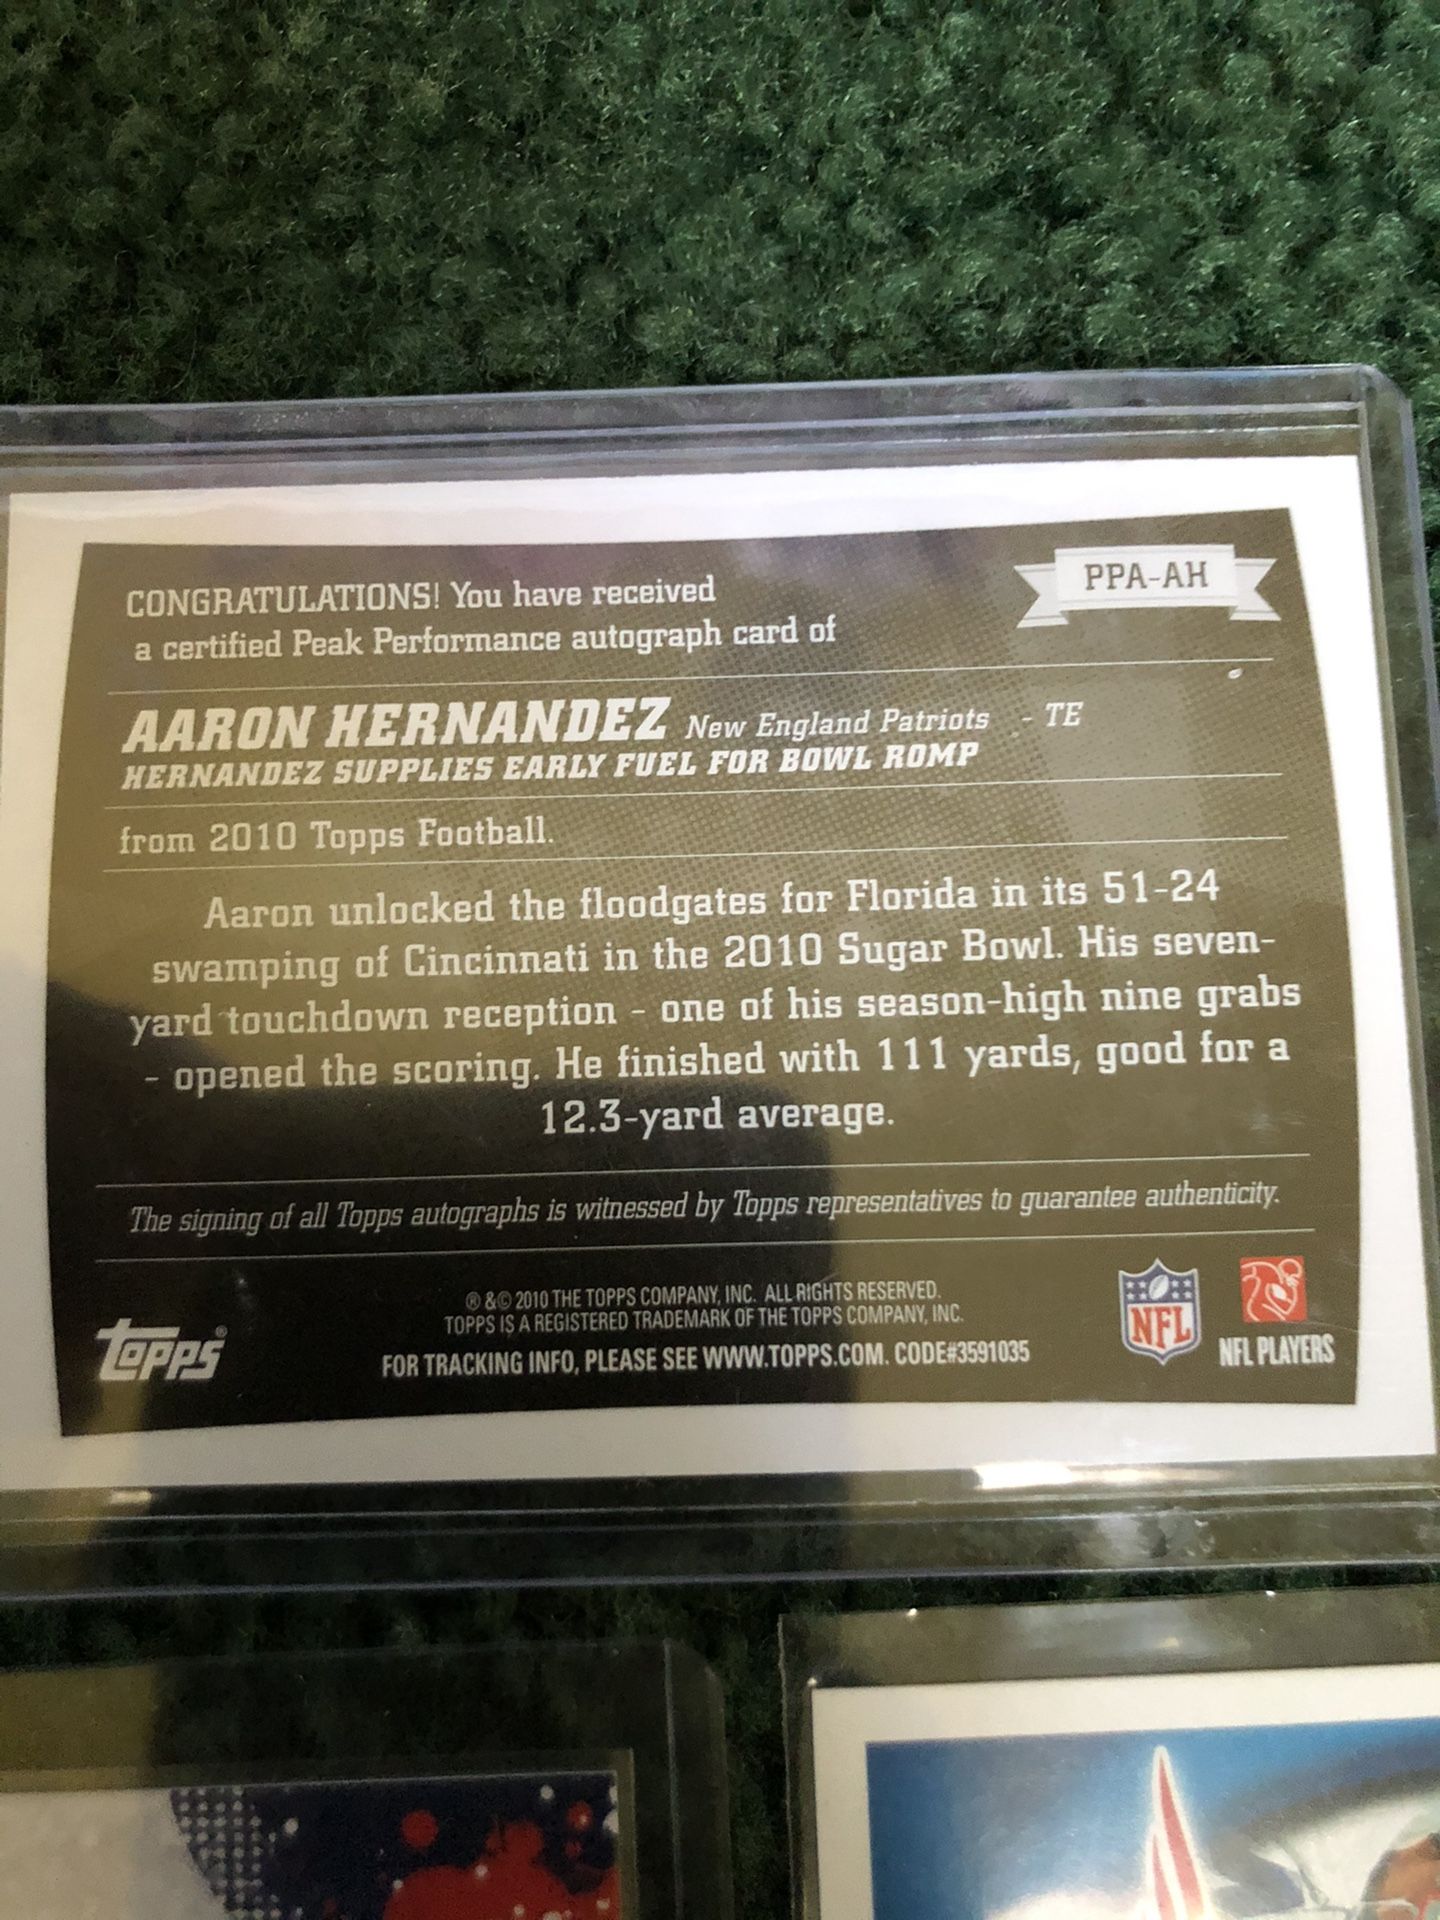 PPA-AH
CONGRATULATIONS! You have received
a certified Peak Performance autograph card of
AARON HERNANDEZ New England Patriots - TE
HERNANDEZ SUPPLIES EARLY FUEL FOR BOWL ROMP
from 2010 Topps Football.
Aaron unlocked the floodgates for Florida in its 51-24
swamping of Cincinnati in the 2010 Sugar Bowl. His seven-
yard touchdown reception - one of his season-high nine grabs
- opened the scoring. He finished with 111 yards, good for a
12.3-yard average.
The signing of all Topps autographs is witnessed by Topps representatives to guarantee authenticity.
® &© 2010 THE TOPPS COMPANY, INC. ALL RIGHTS RESERVED.
TOPPS IS A REGISTERED TRADEMARK OF THE TOPPS COMPANY, INC.
FOR TRACKING INFO, PLEASE SEE WWW.TOPPS.COM. CODE#3591035
topps®
NFL
NFL PLAYERS